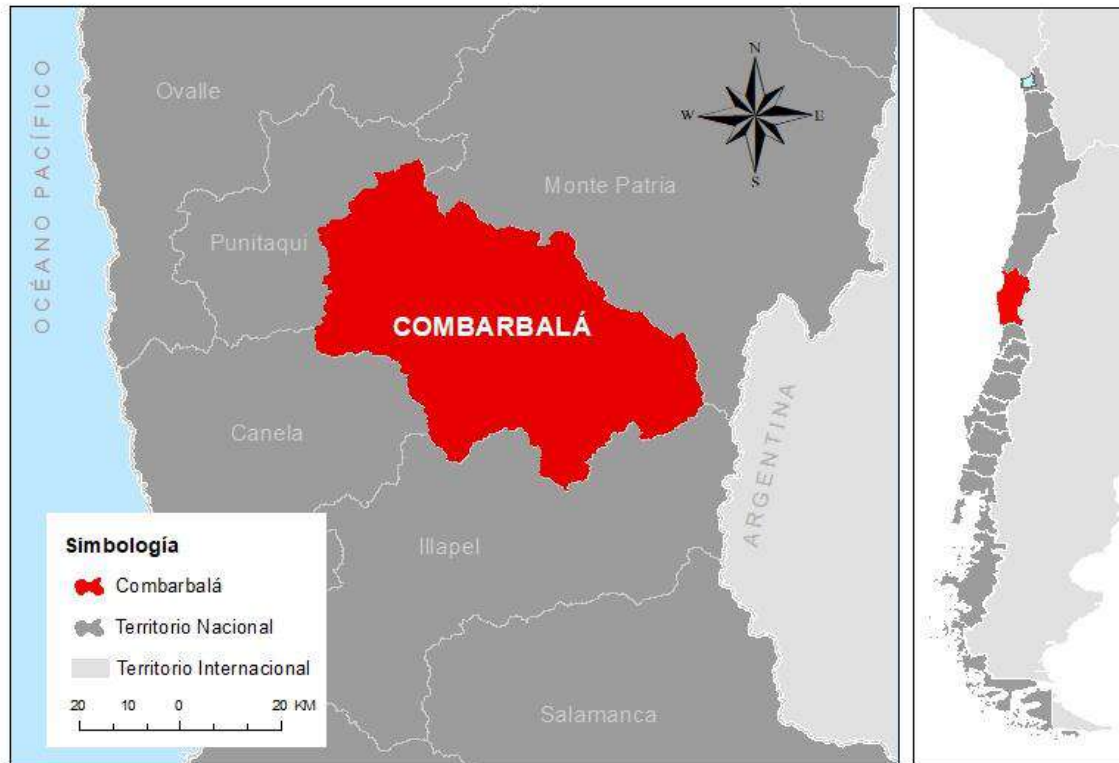 OCÉANO PACÍFICO
Ovalle
N
W
E
S
Monte Patria
Punitaqui
COMBARBALÁ
Canela
ARGENTINA
Illapel
Salamanca
Simbología
Combarbalá
Territorio Nacional
Territorio Internacional
20 10 0 20 KM